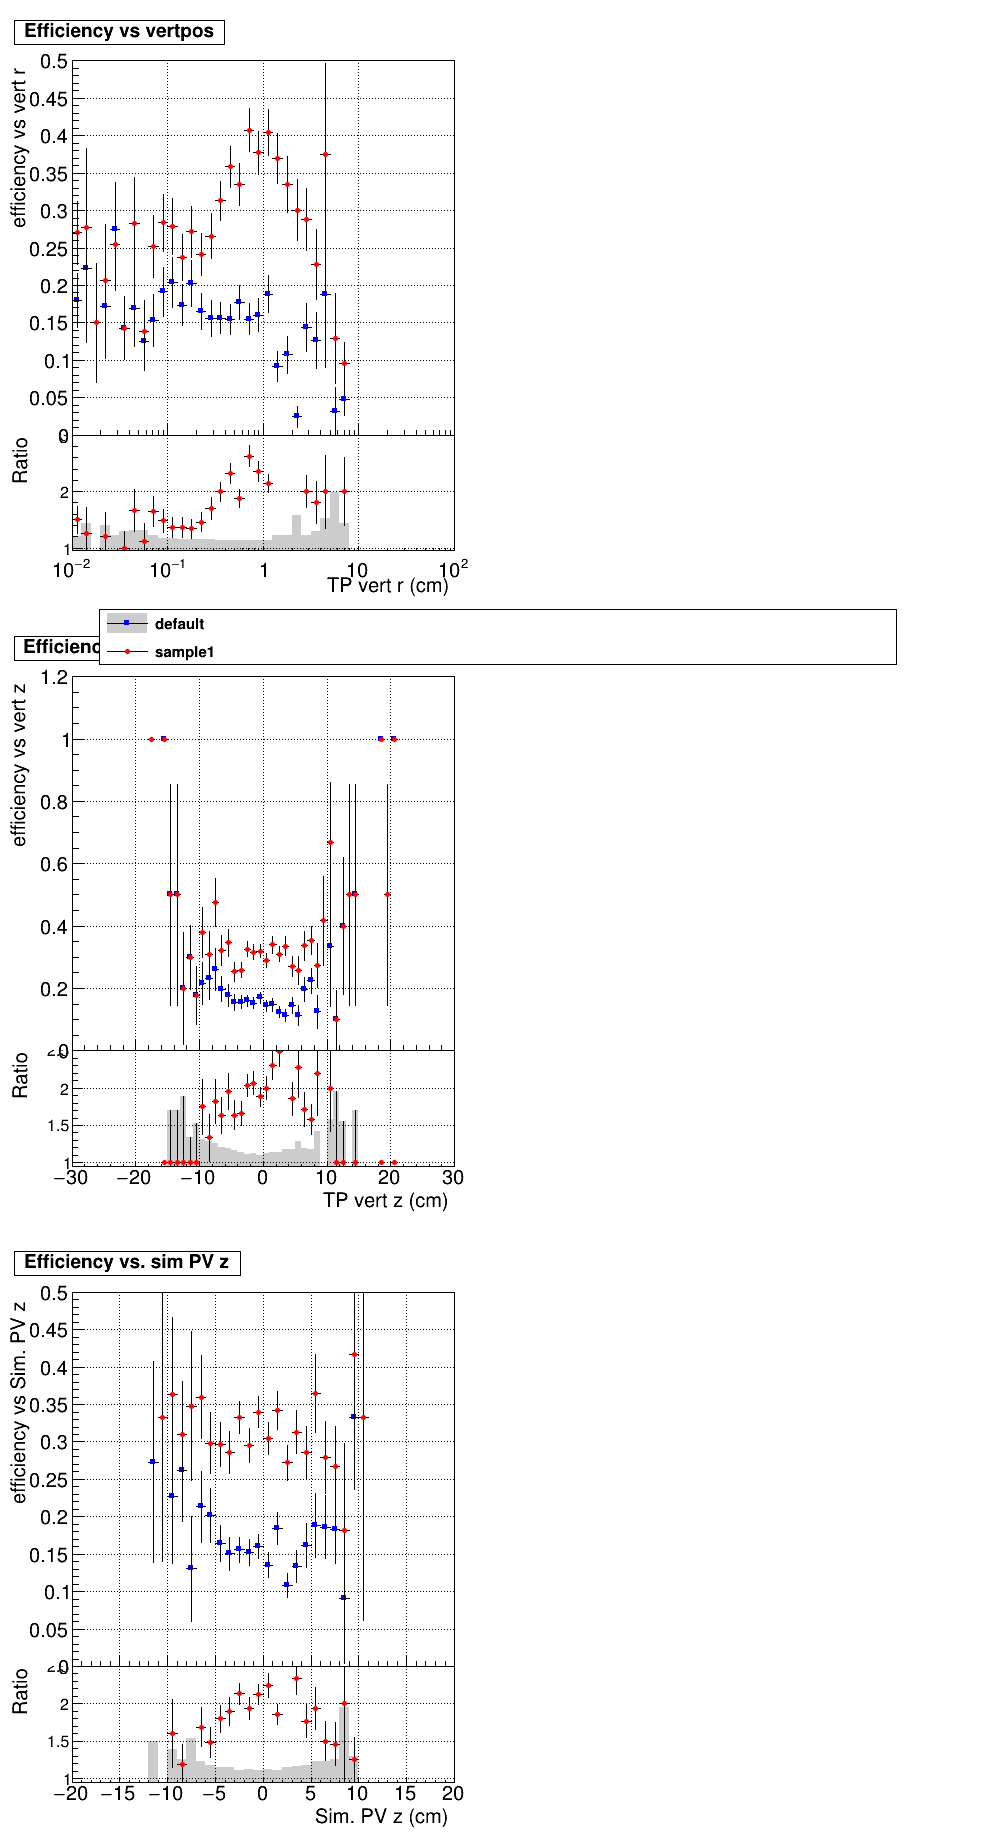 Efficiency vs vertpos
efficiency vs vert r
0.5
0.45
0.4
0.35
0.3
0.25
0.2
0.15
0.1
0.05
0
Ratio
2
1
10−2 10−1 1 10 102
TP vert r (cm)
default
sample1
Efficienc
efficiency vs vert z
1.2
1
0.8
0.6
0.4
0.2
0
Ratio
2
1.5
1
−30 −20 −10 0 10 20 30
TP vert z (cm)
Efficiency vs. sim PV z
efficiency vs Sim. PV z
0.5
0.45
0.4
0.35
0.3
0.25
0.2
0.15
0.1
0.05
0
Ratio
2
1.5
1
−20 −15 −10 −5 0 5 10 15 20
Sim. PV z (cm)